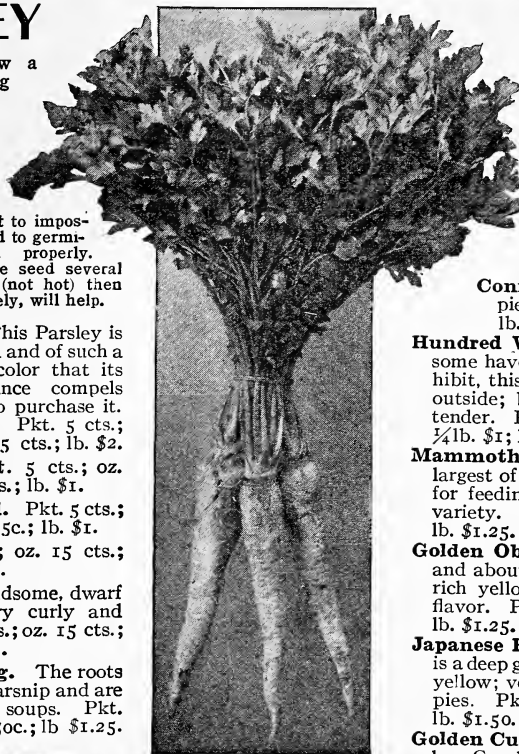 EY
w a
g
t to impos-
d to germi-
properly.
e seed several
(not hot) then
ely, will help.
his Parsley is
and of such a
color that its
nce compels
o purchase it.
Pkt. 5 cts.;
5 cts.; lb. $2.
t. 5 cts.; oz.
s.; lb. $1.
. Pkt. 5 cts.;
5c.; lb. $1.
; oz. 15 cts.;
.
dsome, dwarf
ry curly and
s.; oz. 15 cts.;
.
g. The roots
arsnip and are
soups. Pkt.
oc.; lb $1.25.
Con
pie
lb.
Hundred W
some hav
hibit, this
outside; 
tender. P
¼lb. $1;
Mammoth
largest of
for feedin
variety.
lb. $1.25.
Golden Ob
and abou
rich yello
flavor. P
lb. $1.25.
Japanese P
is a deep g
yellow; ve
pies. Pk
lb. $1.50.
Golden Cu